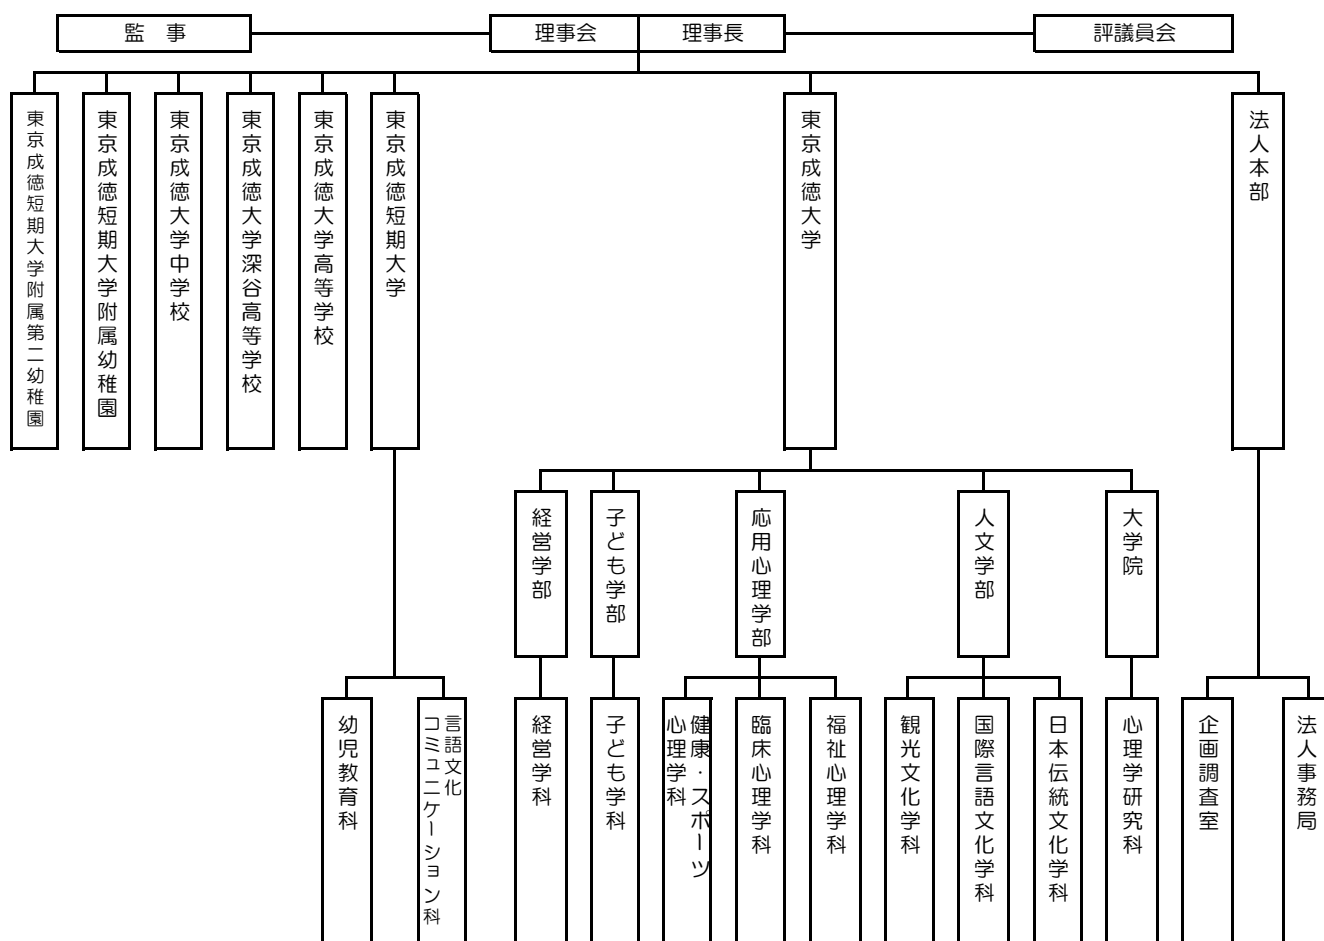 監　事
理事会
理事長
評議員会
東京成徳短期大学附属第二幼稚園
東京成徳短期大学附属幼稚園
東京成徳大学中学校
東京成徳大学深谷高等学校
東京成徳大学高等学校
東京成徳短期大学
東京成徳大学
法人本部
経営学部
子ども学部
応用心理学部
人文学部
大学院
幼児教育科
言語文化
コミュニケーション科
経営学科
子ども学科
健康・スポーツ
心理学科
臨床心理学科
福祉心理学科
観光文化学科
国際言語文化学科
日本伝統文化学科
心理学研究科
企画調査室
法人事務局